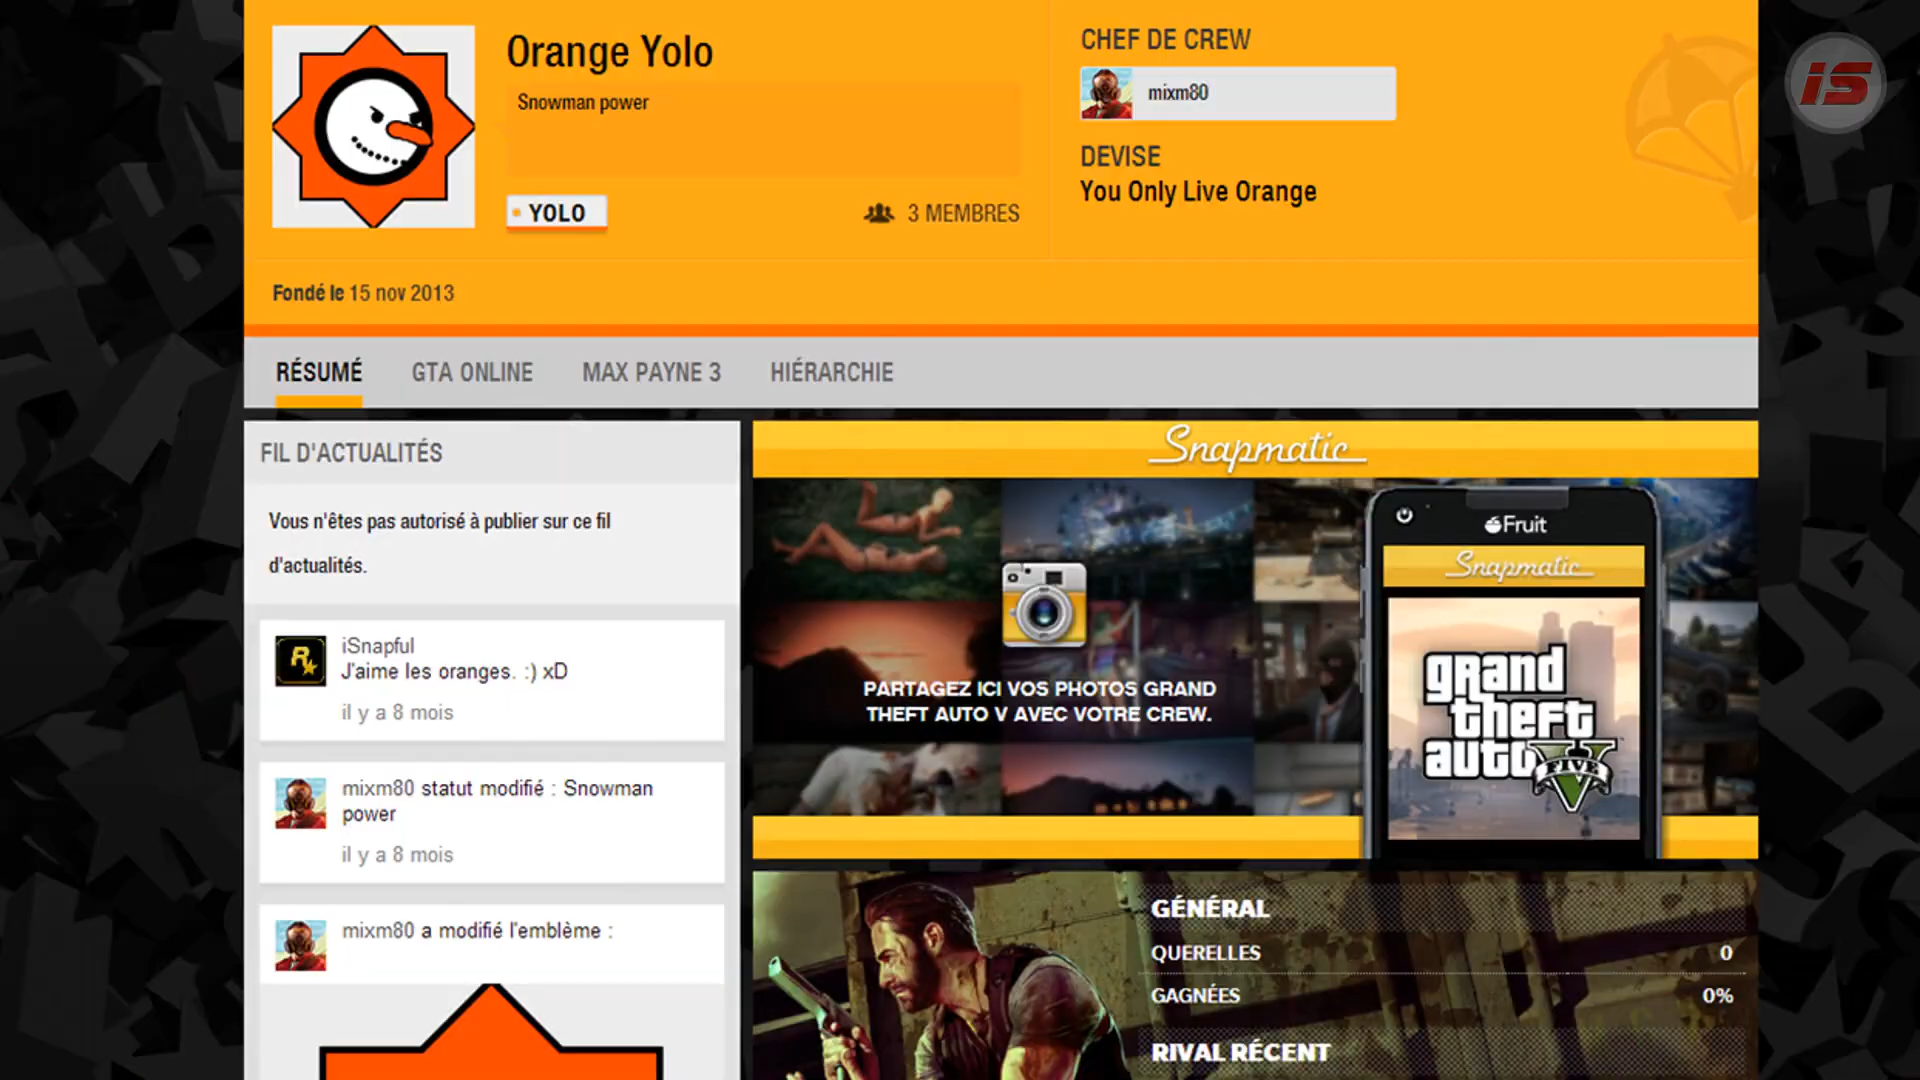 Orange Yolo
Snowman power
YOLO
3 MEMBRES
CHEF DE CREW
mixm80
DEVISE
You Only Live Orange
iS
Fondé le 15 nov 2013
RÉSUMÉ
GTA ONLINE
MAX PAYNE 3
HIÉRARCHIE
FIL D'ACTUALITÉS
Vous n'êtes pas autorisé à publier sur ce fil
d'actualités.
iSnapful
J'aime les oranges. :) xD
il y a 8 mois
mixm80 statut modifié : Snowman
power
il y a 8 mois
mixm80 a modifié l'emblème :
Snapmatic
PARTAGEZ ICI VOS PHOTOS GRAND
THEFT AUTO V AVEC VOTRE CREW.
Fruit
Snapmatic
grand
theft
auto V
FIVE
GÉNÉRAL
QUERELLES 0
GAGNÉES 0%
RIVAL RÉCENT